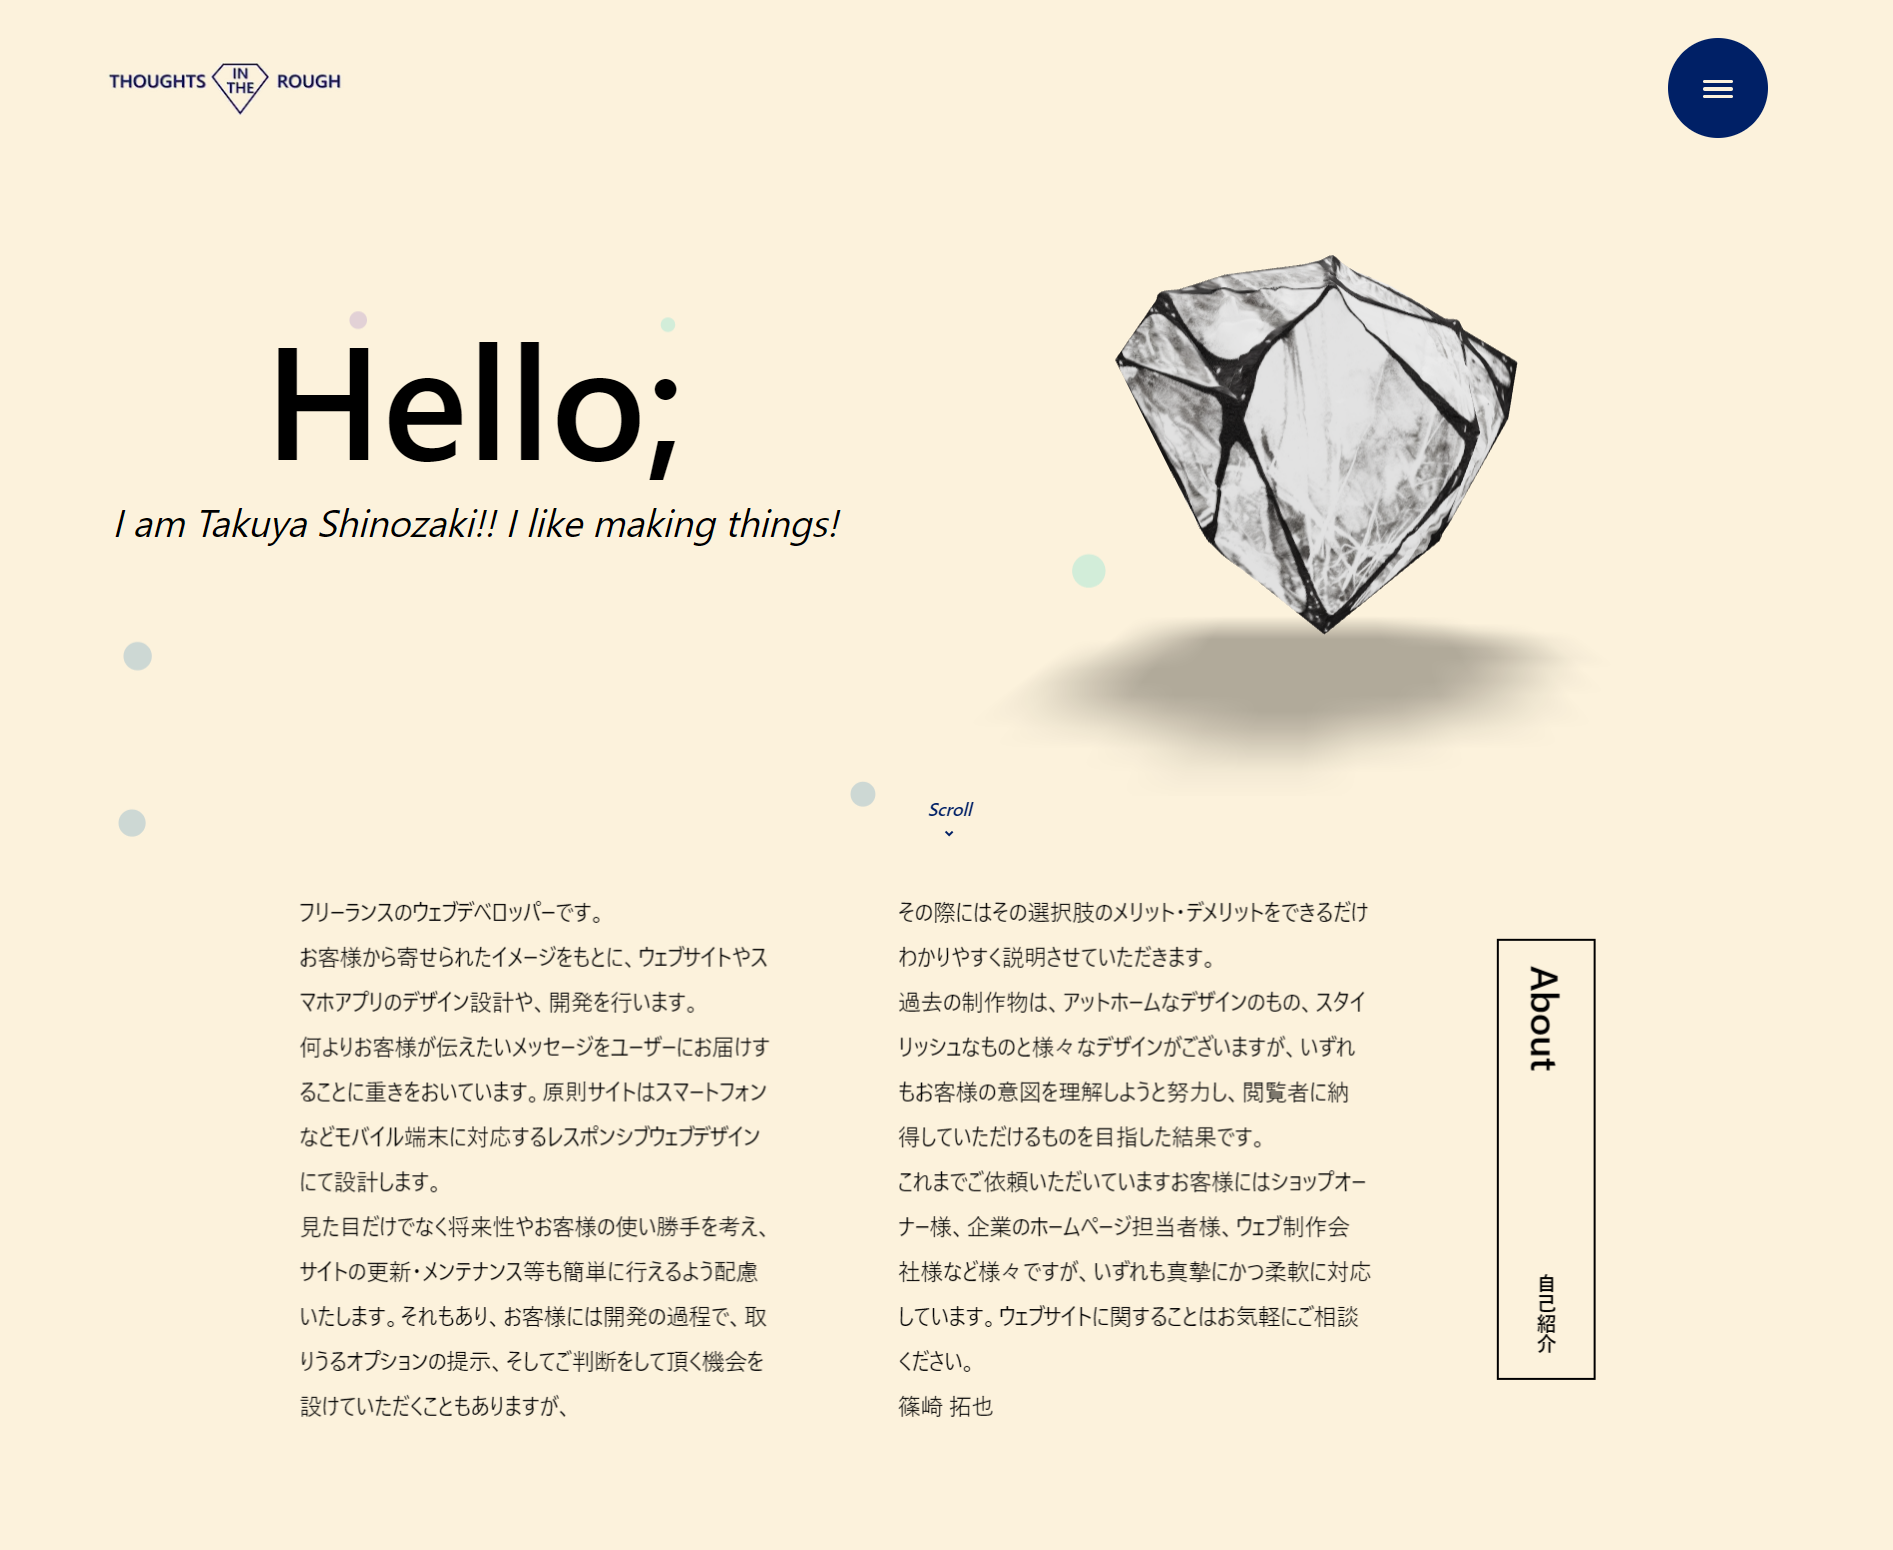 THOUGHTS IN THE ROUGH
Hello;
I am Takuya Shinozaki!! I like making things!
Scroll
フリーランスのウェブデベロッパーです。
お客様から寄せられたイメージをもとに、ウェブサイトやス
マホアプリのデザイン設計や、開発を行います。
何よりお客様が伝えたいメッセージをユーザーにお届けす
ることに重きをおいています。原則サイトはスマートフォン
などモバイル端末に対応するレスポンシブウェブデザイン
にて設計します。
見た目だけでなく将来性やお客様の使い勝手を考え、
サイトの更新・メンテナンス等も簡単に行えるよう配慮
いたします。それもあり、お客様には開発の過程で、取
りうるオプションの提示、そしてご判断をして頂く機会を
設けていただくこともありますが、
その際にはその選択肢のメリット・デメリットをできるだけ
わかりやすく説明させていただきます。
過去の制作物は、アットホームなデザインのもの、スタイ
リッシュなものと様々なデザインがございますが、いずれ
もお客様の意図を理解しようと努力し、閲覧者に納
得していただけるものを目指した結果です。
これまでご依頼いただいていますお客様にはショップオー
ナー様、企業のホームページ担当者様、ウェブ制作会
社様など様々ですが、いずれも真摯にかつ柔軟に対応
しています。ウェブサイトに関することはお気軽にご相談
ください。
篠崎 拓也
About
自己紹介